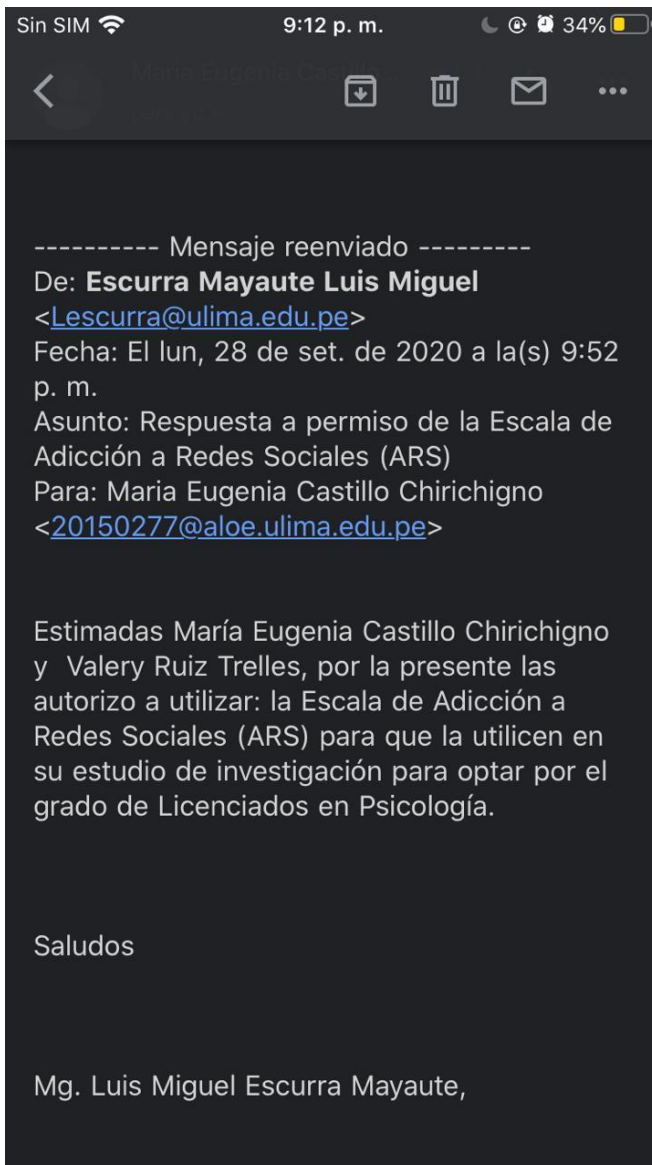 Sin SIM 9:12 p. m. 34%
Maria Eugenia Castillo...
---------- Mensaje reenviado ---------
De: Escurra Mayaute Luis Miguel
<Lescurra@ulima.edu.pe>
Fecha: El lun, 28 de set. de 2020 a la(s) 9:52
p. m.
Asunto: Respuesta a permiso de la Escala de
Adicción a Redes Sociales (ARS)
Para: Maria Eugenia Castillo Chirichigno
<20150277@aloe.ulima.edu.pe>
Estimadas María Eugenia Castillo Chirichigno
y Valery Ruiz Trelles, por la presente las
autorizo a utilizar: la Escala de Adicción a
Redes Sociales (ARS) para que la utilicen en
su estudio de investigación para optar por el
grado de Licenciados en Psicología.
Saludos
Mg. Luis Miguel Escurra Mayaute,